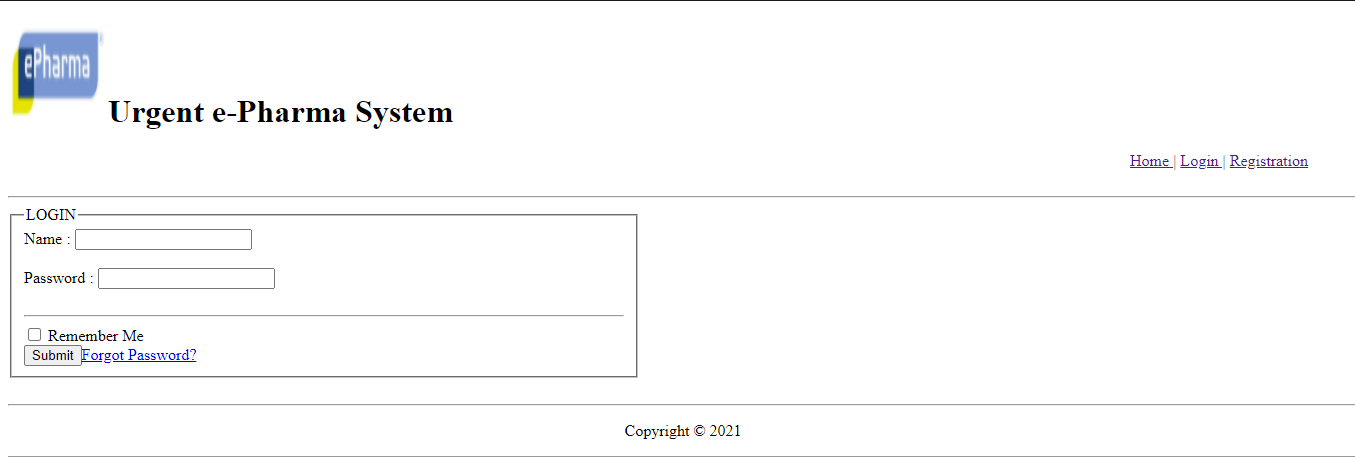 ePharma
Urgent e-Pharma System
Home | Login | Registration
LOGIN
Name :
Password :
Remember Me
Submit Forgot Password?
Copyright © 2021